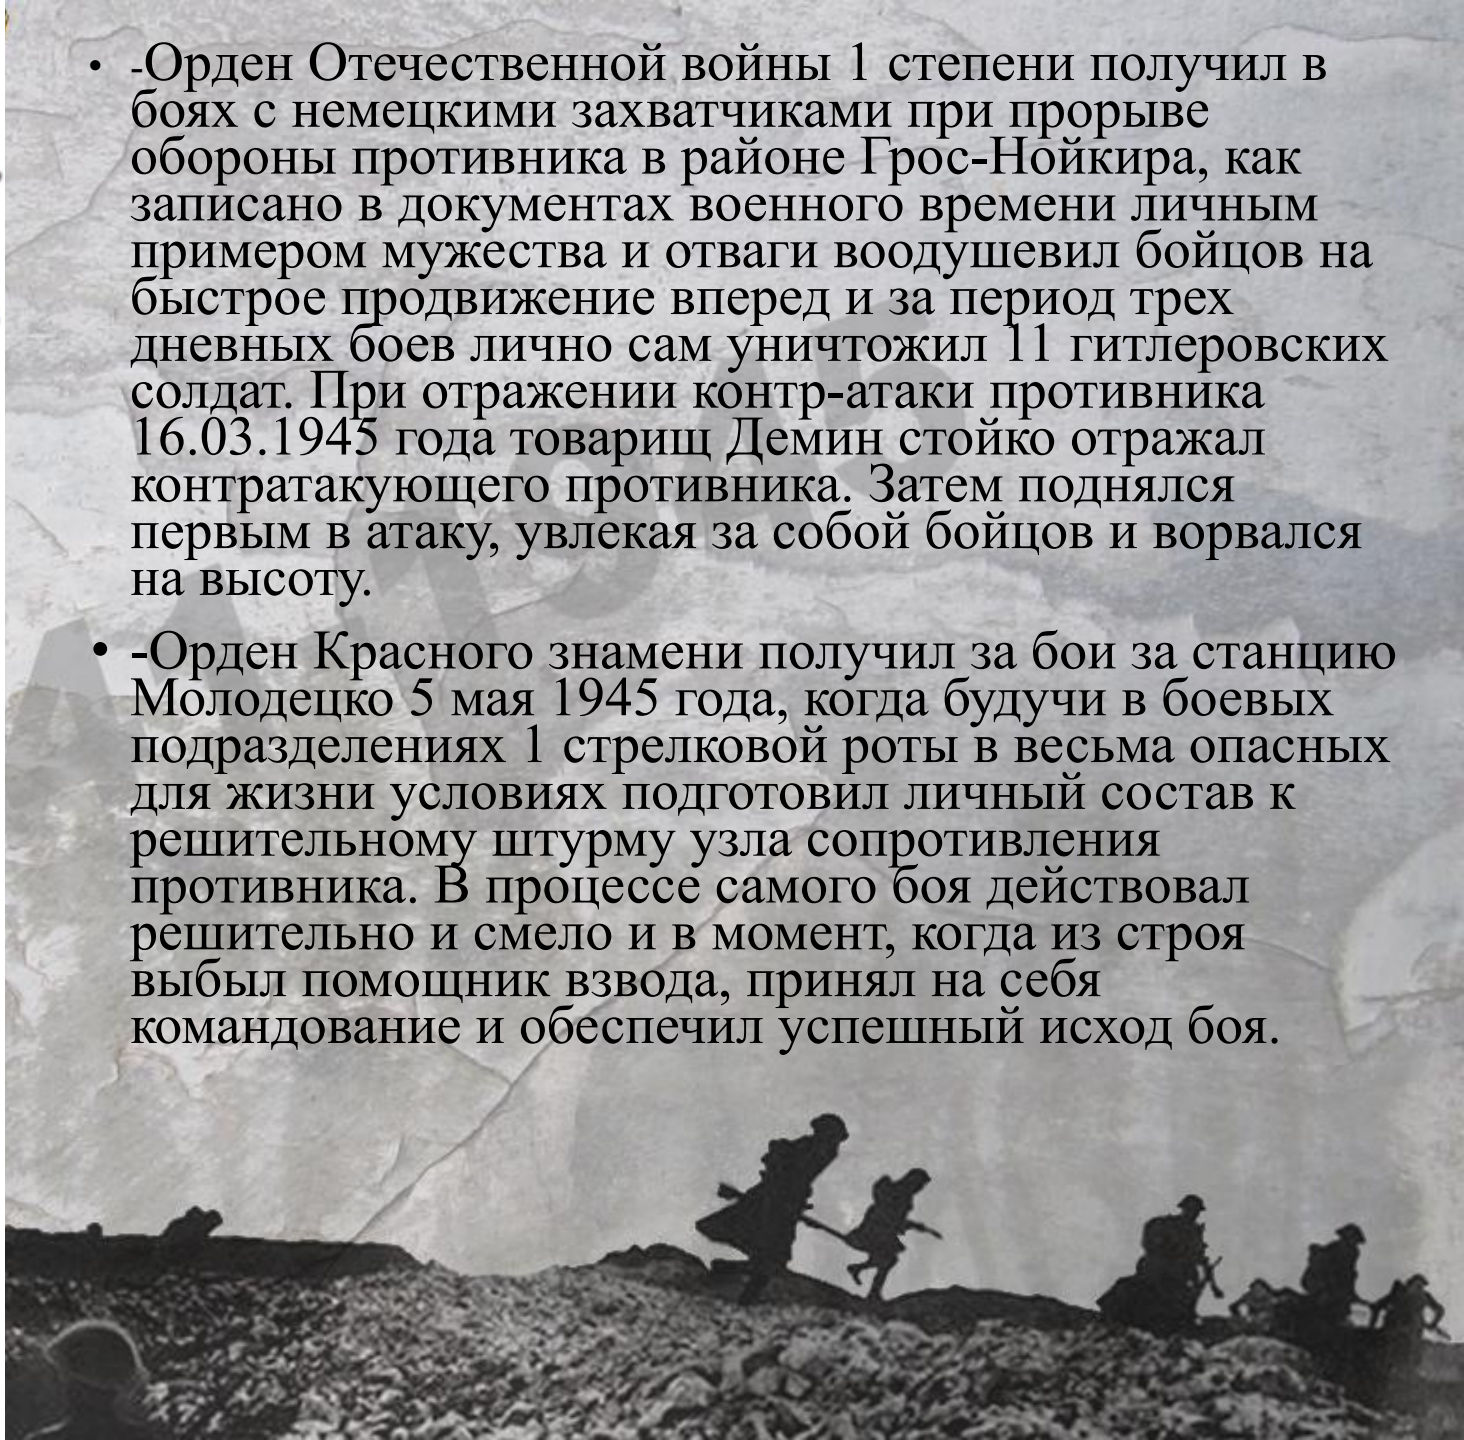 • -Орден Отечественной войны 1 степени получил в
боях с немецкими захватчиками при прорыве
обороны противника в районе Грос-Нойкира, как
записано в документах военного времени личным
примером мужества и отваги воодушевил бойцов на
быстрое продвижение вперед и за период трех
дневных боев лично сам уничтожил 11 гитлеровских
солдат. При отражении контр-атаки противника
16.03.1945 года товарищ Демин стойко отражал
контратакующего противника. Затем поднялся
первым в атаку, увлекая за собой бойцов и ворвался
на высоту.
• -Орден Красного знамени получил за бои за станцию
Молодецко 5 мая 1945 года, когда будучи в боевых
подразделениях 1 стрелковой роты в весьма опасных
для жизни условиях подготовил личный состав к
решительному штурму узла сопротивления
противника. В процессе самого боя действовал
решительно и смело и в момент, когда из строя
выбыл помощник взвода, принял на себя
командование и обеспечил успешный исход боя.